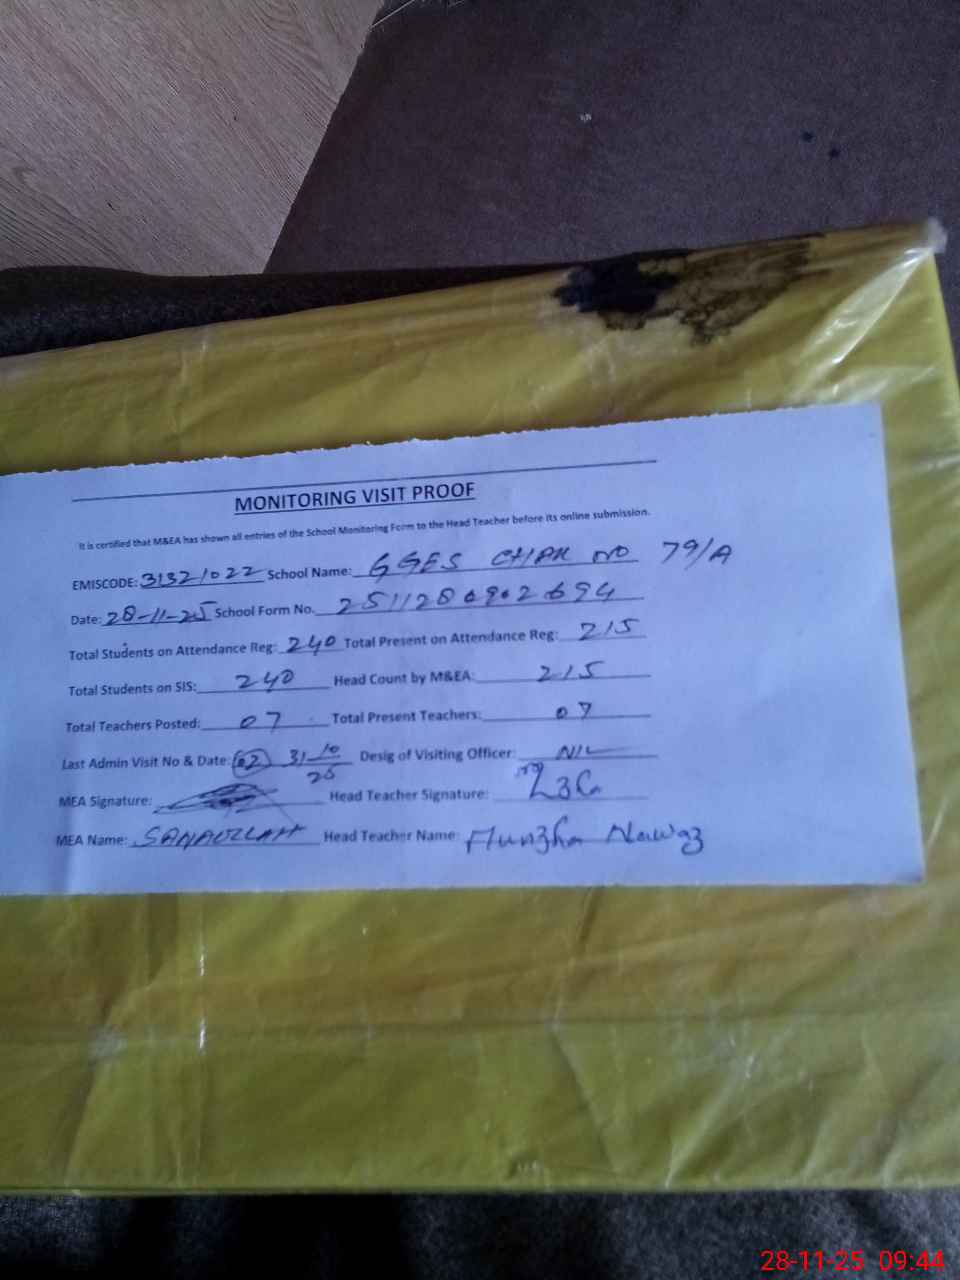 MONITORING VISIT PROOF
It is certified that M&EA has shown all entries of the School Monitoring Form to the Head Teacher before its online submission.
EMISCODE: 31321022 School Name: GGES CHAK NO 79/A
Date: 28-11-25 School Form No. 2511280902694
Total Students on Attendance Reg: 240 Total Present on Attendance Reg: 215
Total Students on SIS: 240 Head Count by M&EA: 215
Total Teachers Posted: 07 Total Present Teachers: 07
Last Admin Visit No & Date: 02 31-10/25 Desig of Visiting Officer: NIL
MEA Signature: Head Teacher Signature:
MEA Name: SANAULLAH Head Teacher Name: Nawaz
28-11-25 09:44